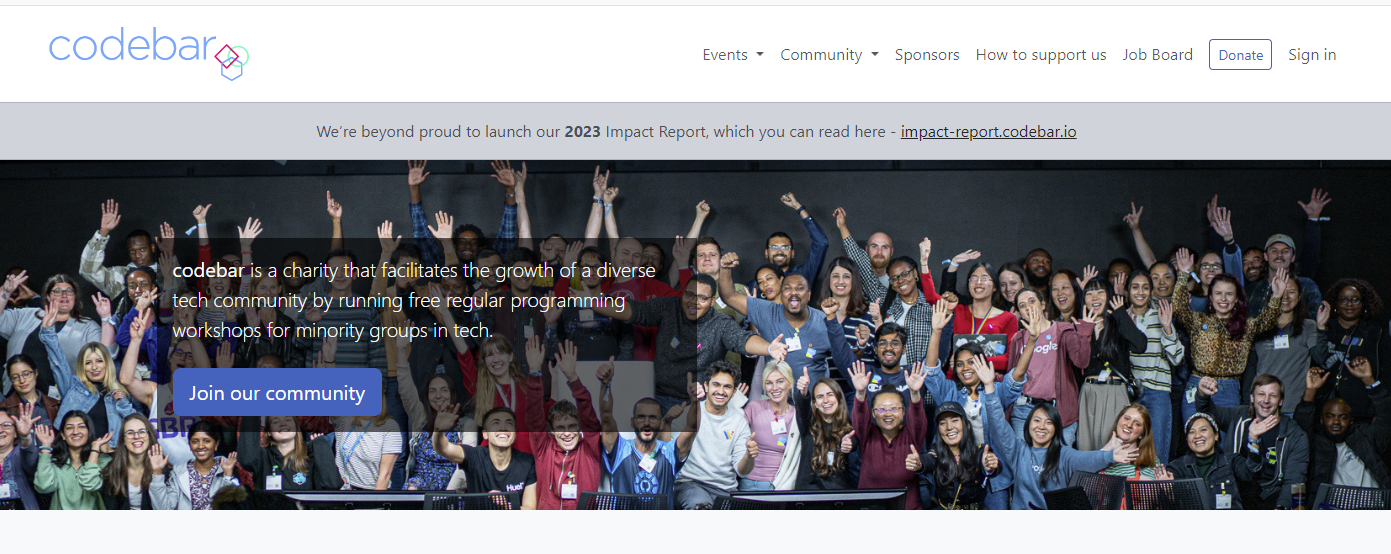 codebar
Events Community Sponsors How to support us Job Board Donate Sign in
We’re beyond proud to launch our 2023 Impact Report, which you can read here - impact-report.codebar.io
codebar is a charity that facilitates the growth of a diverse
tech community by running free regular programming
workshops for minority groups in tech.
Join our community